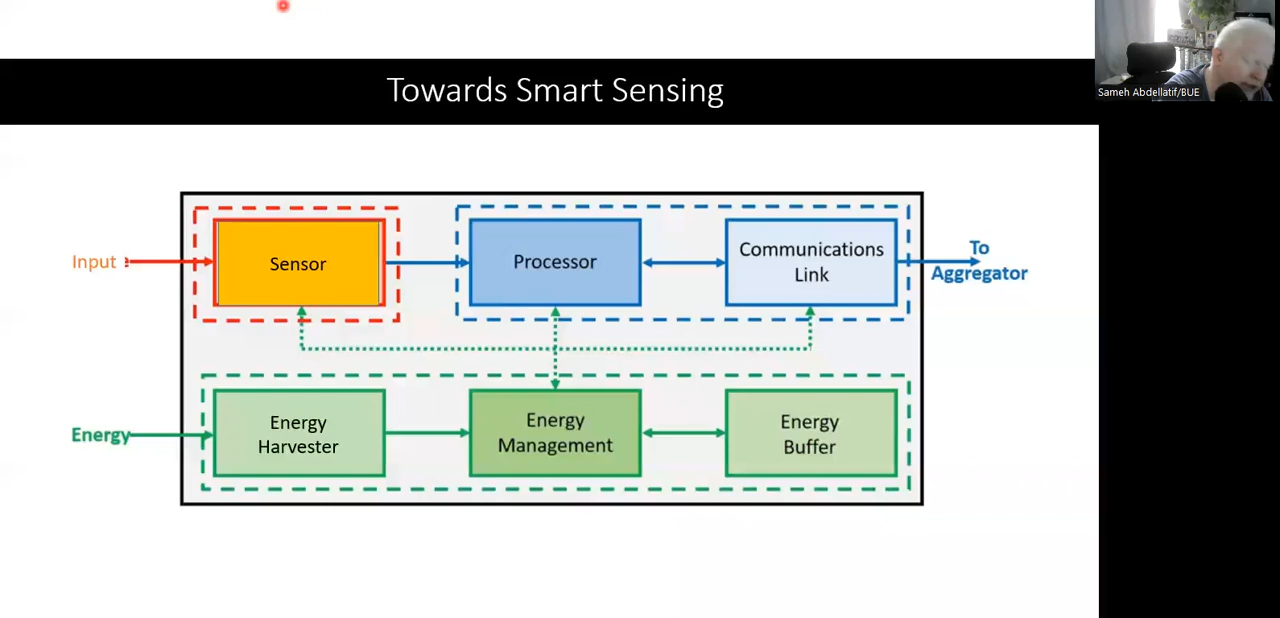 Towards Smart Sensing
Sameh Abdellatif/BUE
Input :
Sensor
Processor
Communications
Link
To
Aggregator
Energy
Energy
Harvester
Energy
Management
Energy
Buffer